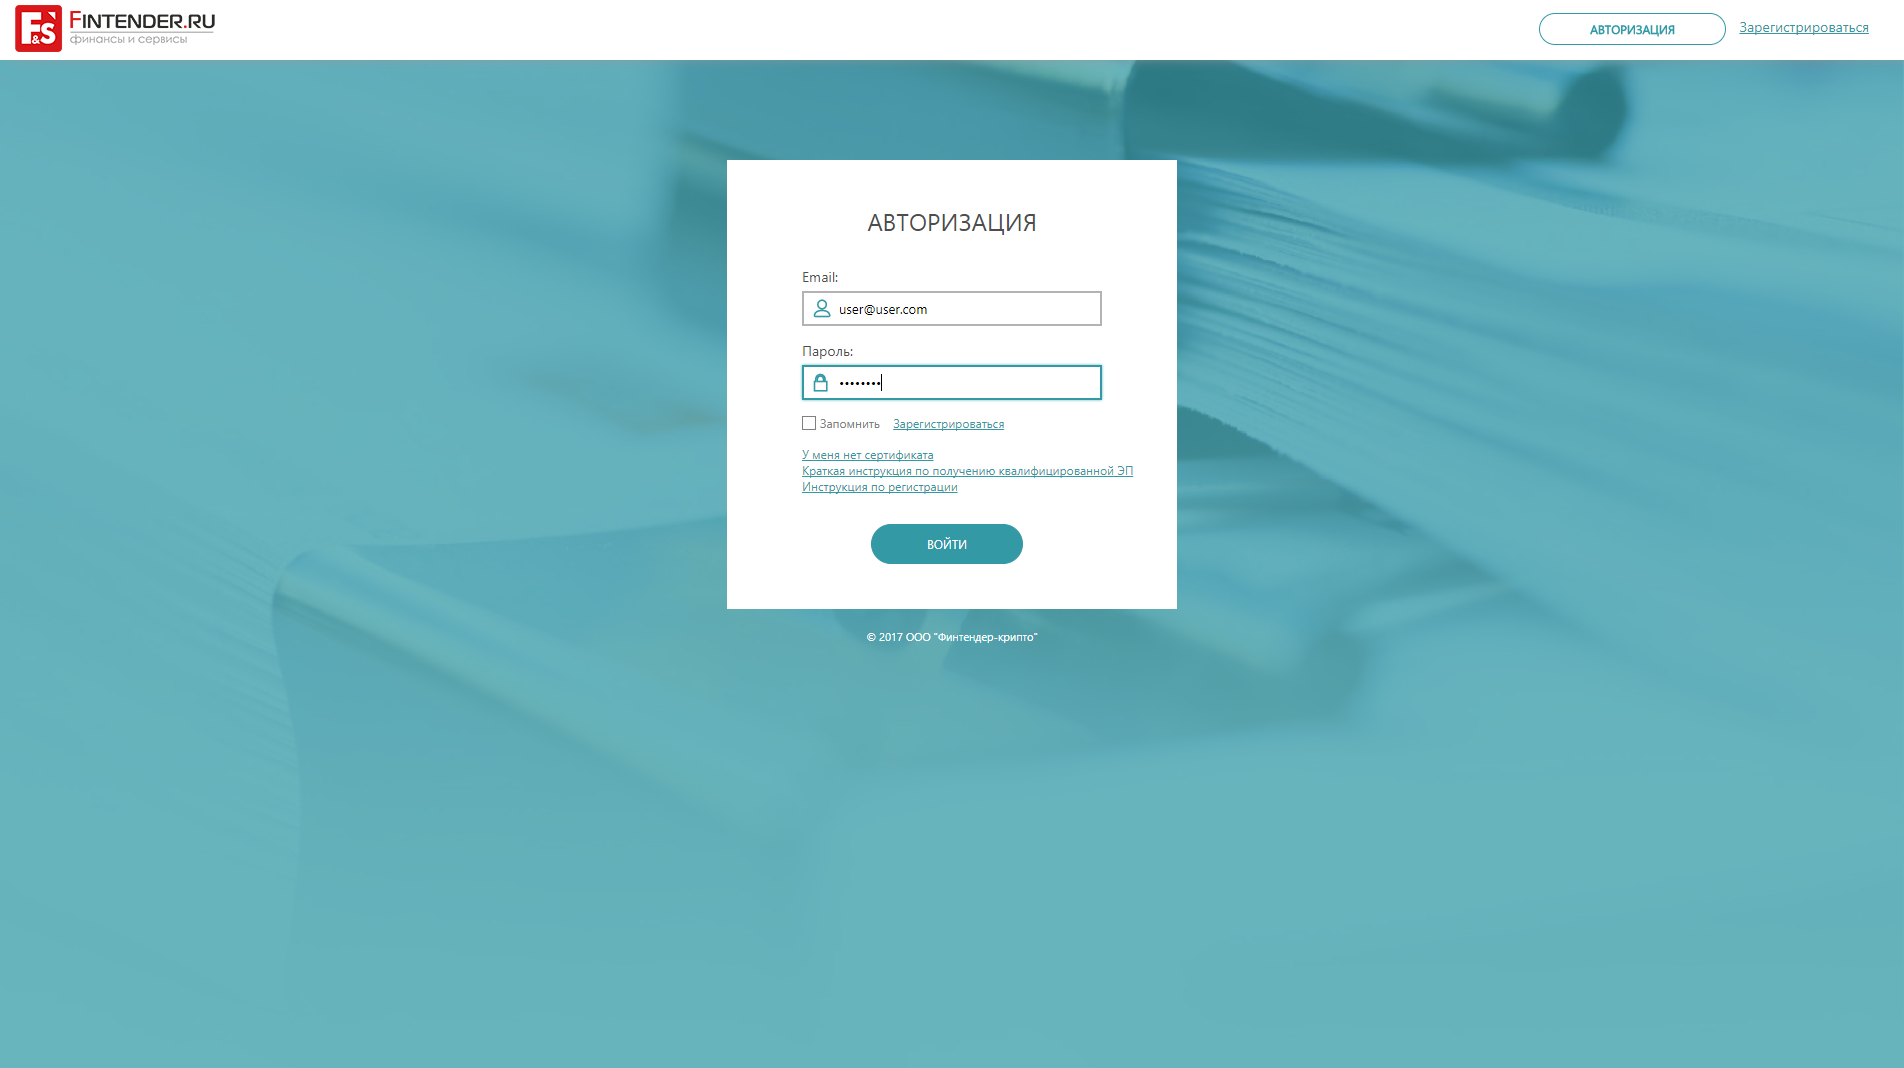 F&S FINTENDER.RU
финансы и сервисы
АВТОРИЗАЦИЯ Зарегистрироваться
АВТОРИЗАЦИЯ
Email:
user@user.com
Пароль:
••••••••
Запомнить Зарегистрироваться
У меня нет сертификата
Краткая инструкция по получению квалифицированной ЭП
Инструкция по регистрации
ВОЙТИ
© 2017 ООО "Финтендер-крипто"